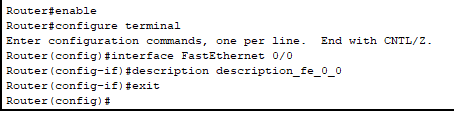 Router#enable
Router#configure terminal
Enter configuration commands, one per line.  End with CNTL/Z.
Router(config)#interface FastEthernet 0/0
Router(config-if)#description description_fe_0_0
Router(config-if)#exit
Router(config)#